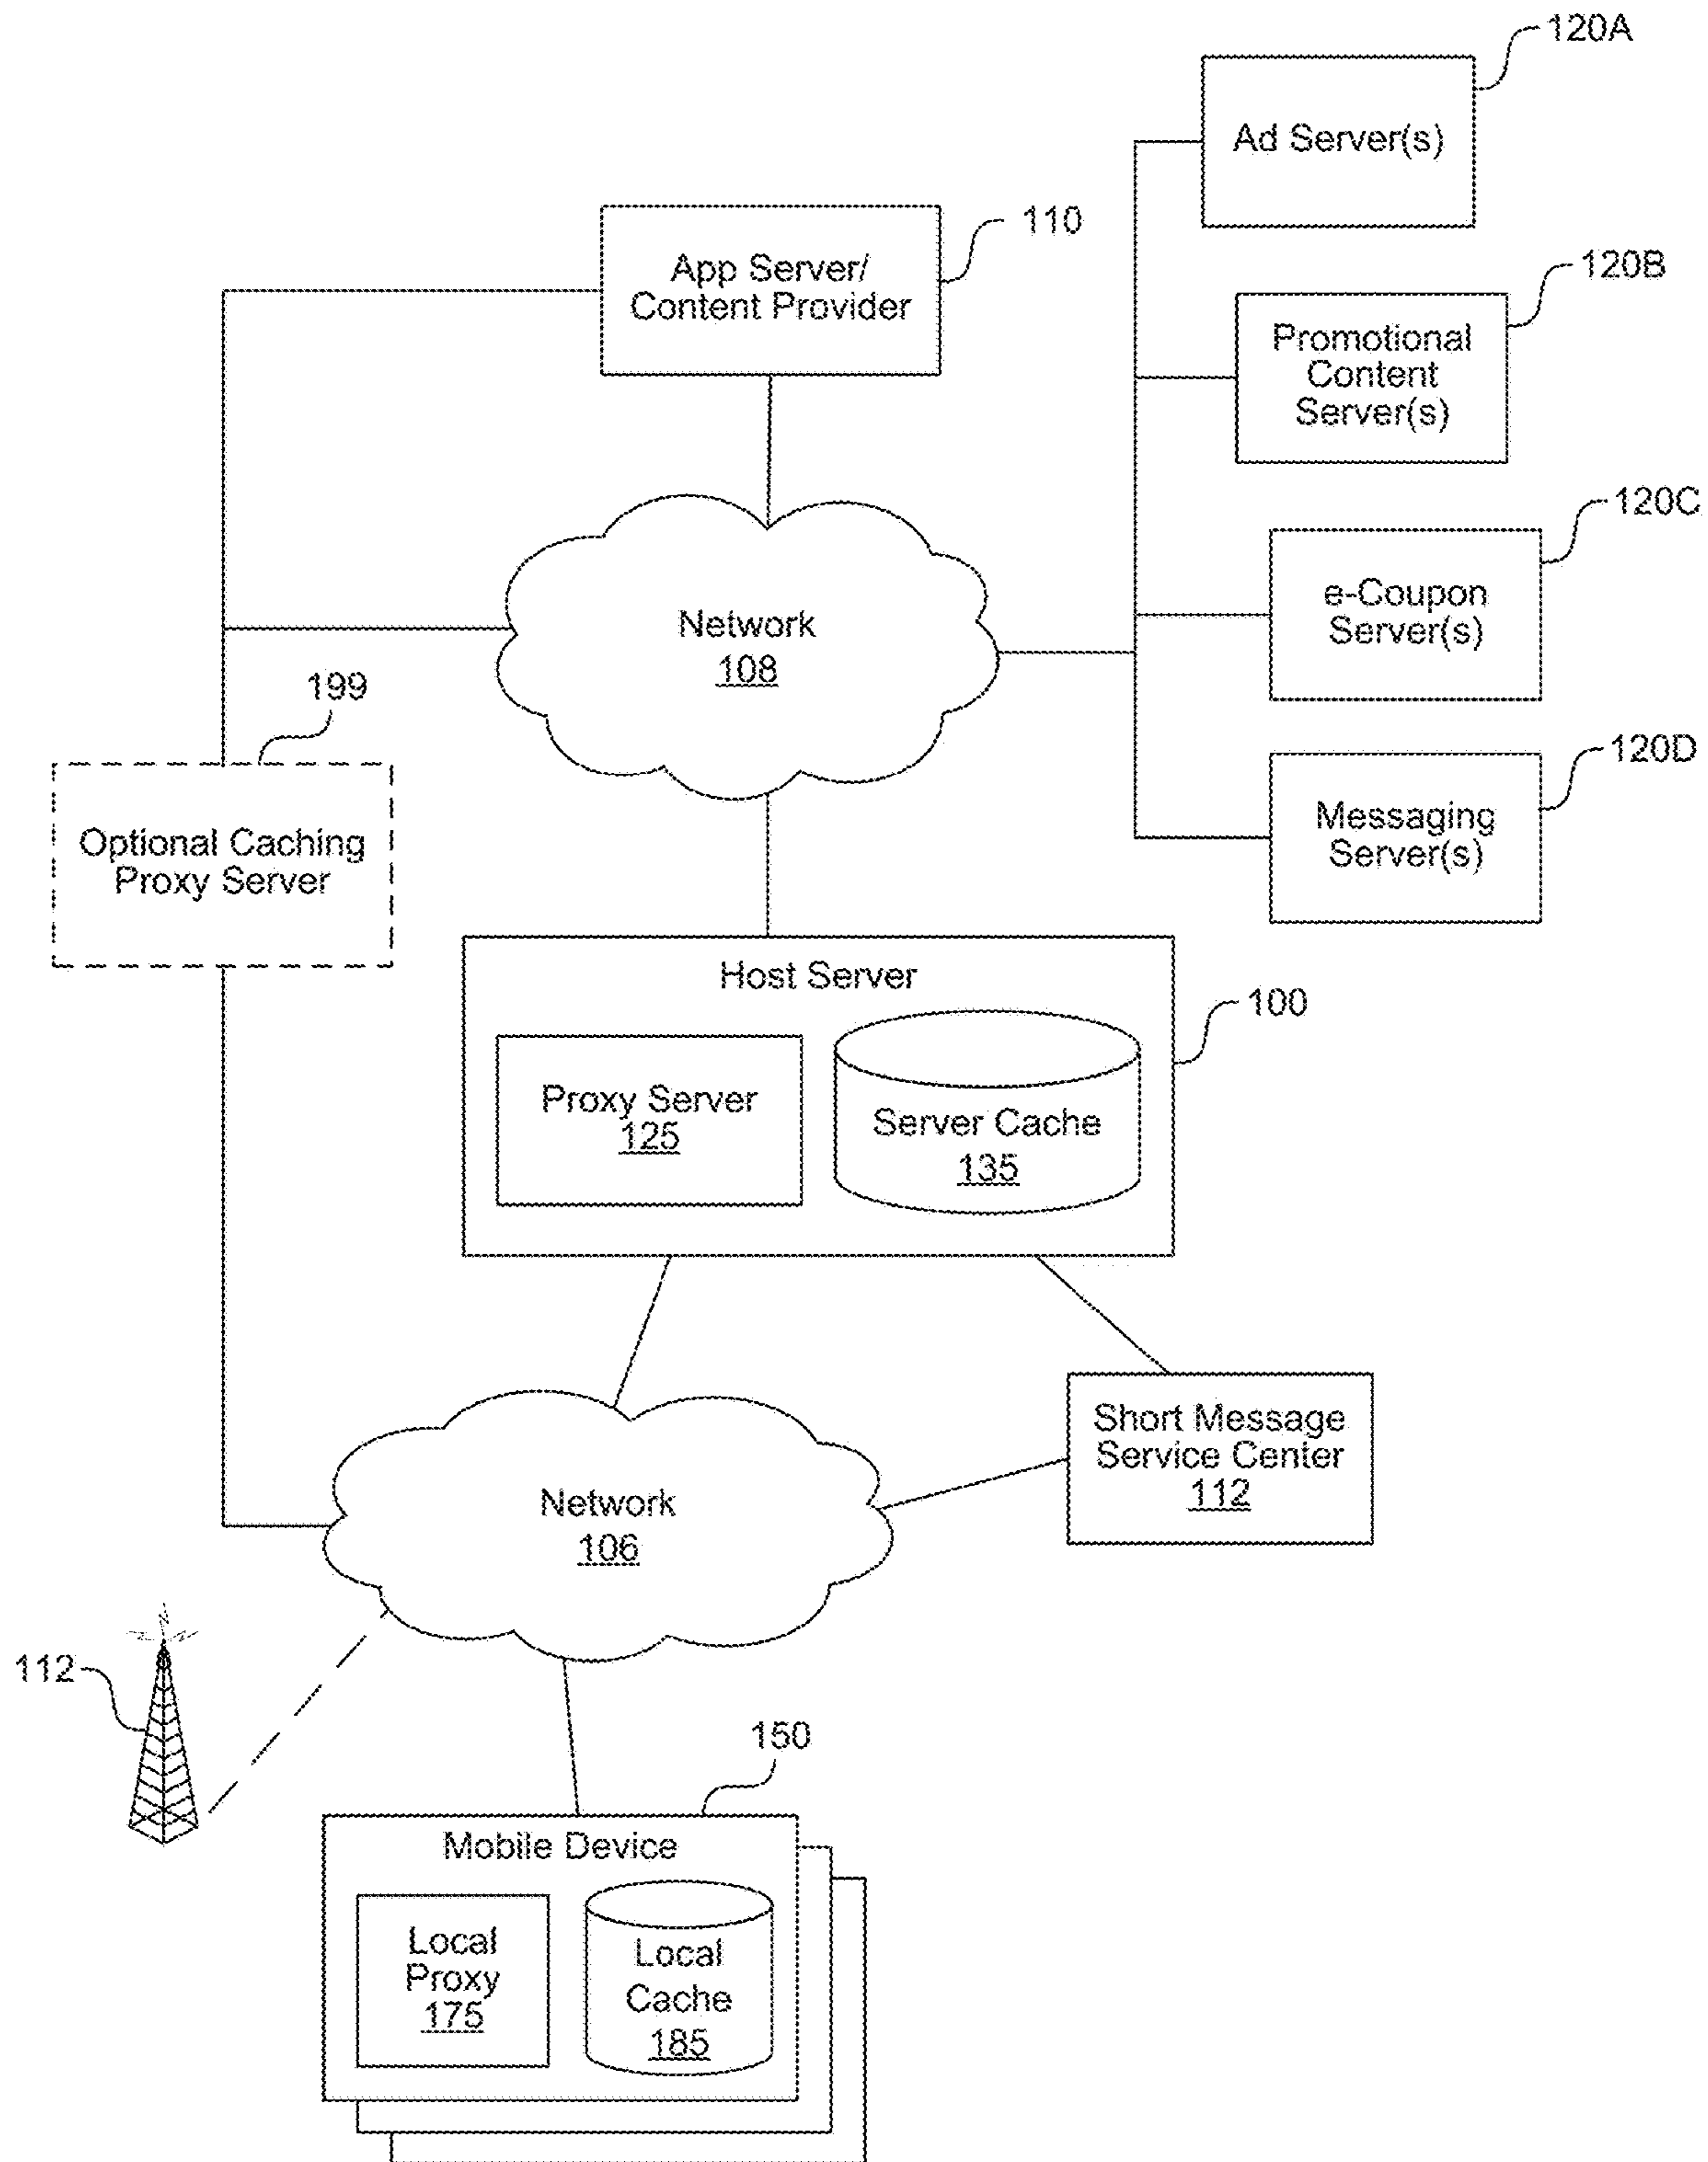 120A
Ad Server(s)
110
App Server/
Content Provider
120B
Promotional
Content
Server(s)
120C
e-Coupon
Server(s)
Network
108
199
120D
Messaging
Server(s)
Optional Caching
Proxy Server
Host Server
100
Proxy Server
125
Server Cache
135
Short Message
Service Center
112
Network
106
112
150
Mobile Device
Local
Proxy
175
Local
Cache
185